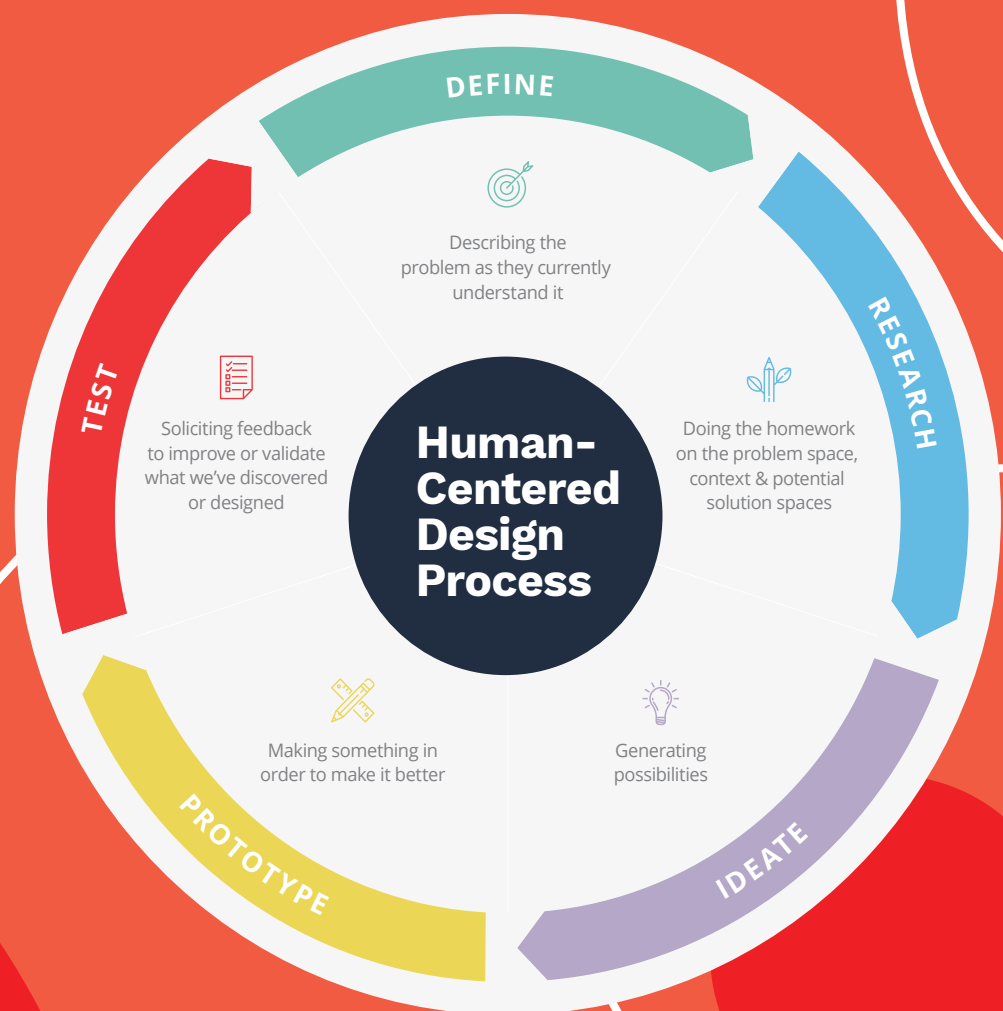 DEFINE
Describing the
problem as they currently
understand it
RESEARCH
Doing the homework
on the problem space,
context & potential
solution spaces
IDEATE
Generating
possibilities
PROTOTYPE
Making something in
order to make it better
TEST
Soliciting feedback
to improve or validate
what we’ve discovered
or designed
Human-
Centered
Design
Process